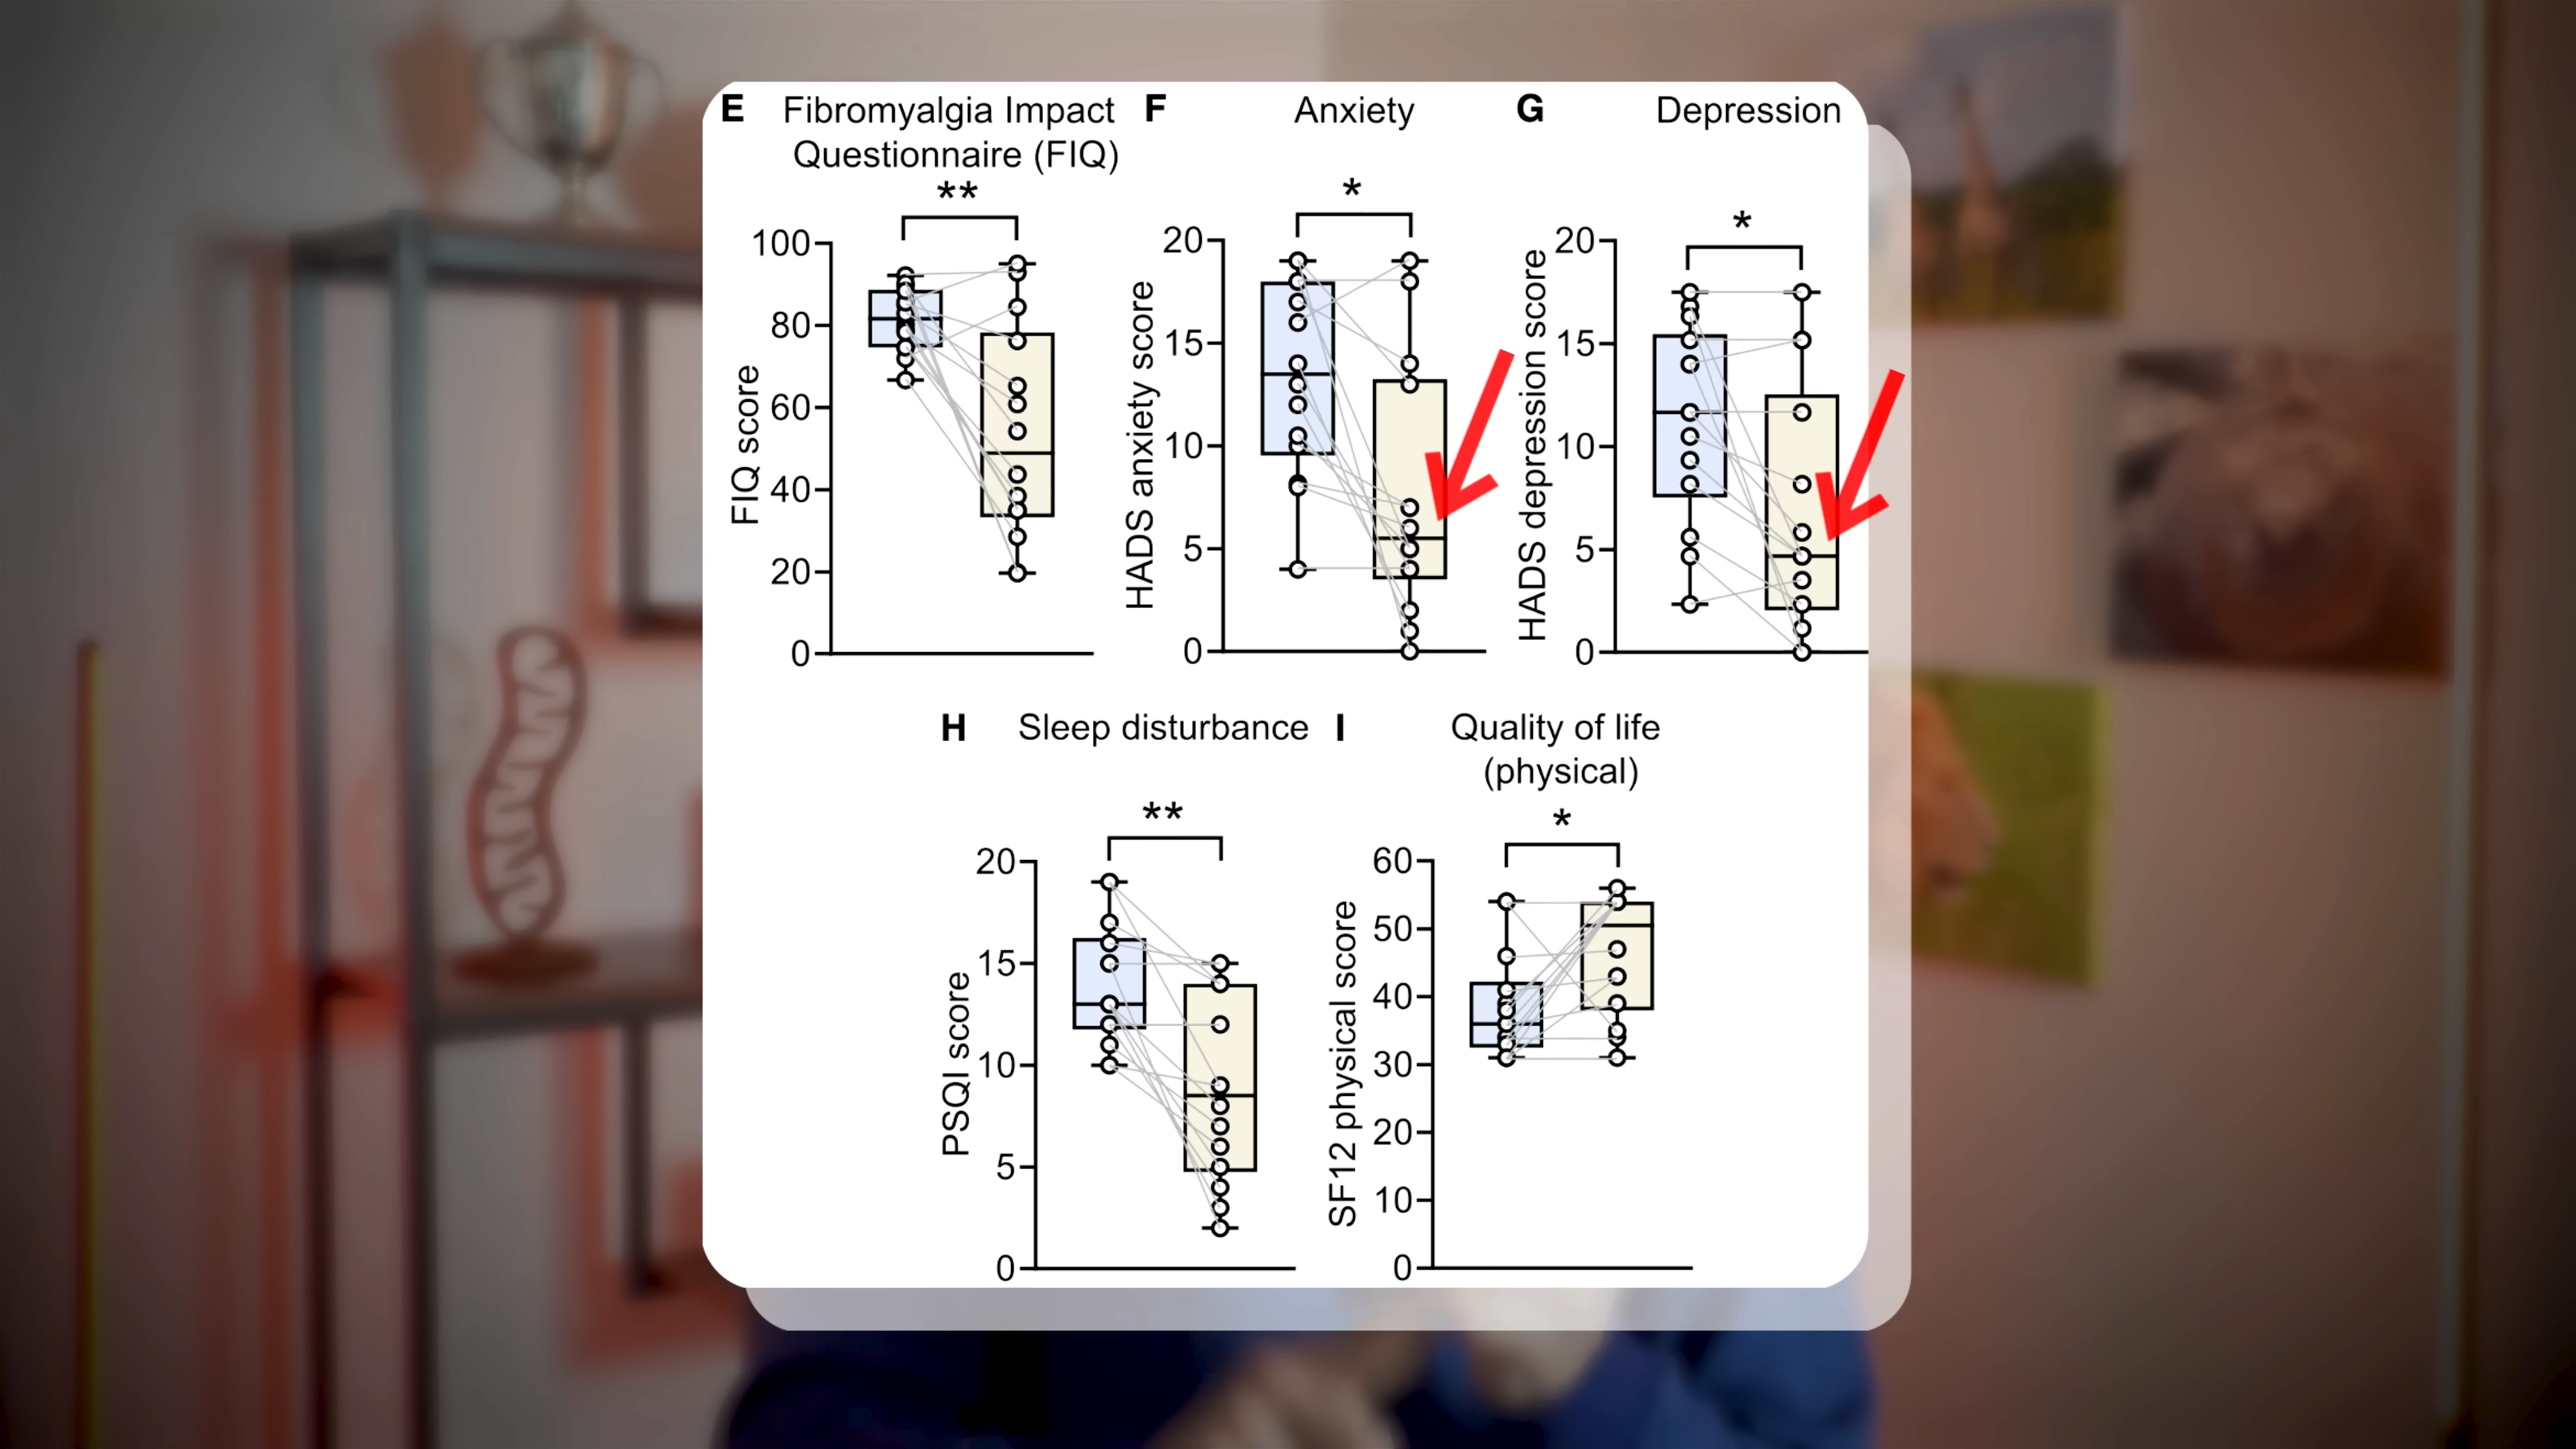 E Fibromyalgia Impact
Questionnaire (FIQ)
**
FIQ score
100
80
60
40
20
0
F Anxiety
*
HADS anxiety score
20
15
10
5
0
G Depression
*
HADS depression score
20
15
10
5
0
H Sleep disturbance
**
PSQI score
20
15
10
5
0
I Quality of life
(physical)
*
SF12 physical score
60
50
40
30
20
10
0